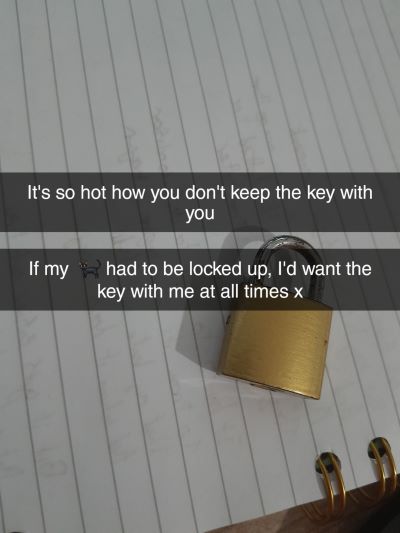 It's so hot how you don't keep the key with
you
If my 🐈‍⬛ had to be locked up, I'd want the
key with me at all times x